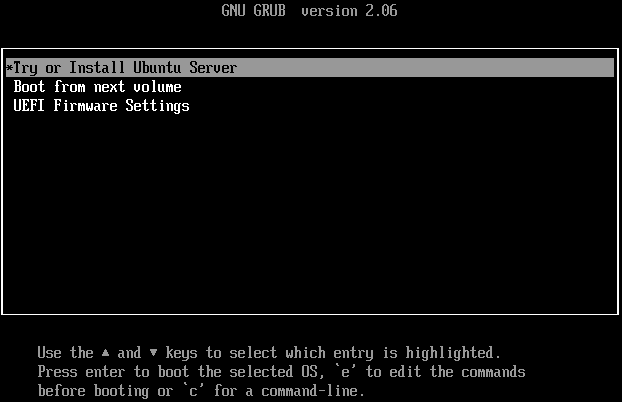 GNU GRUB  version 2.06
*Try or Install Ubuntu Server
Boot from next volume
UEFI Firmware Settings
Use the ▲ and ▼ keys to select which entry is highlighted.
Press enter to boot the selected OS, `e' to edit the commands
before booting or `c' for a command-line.